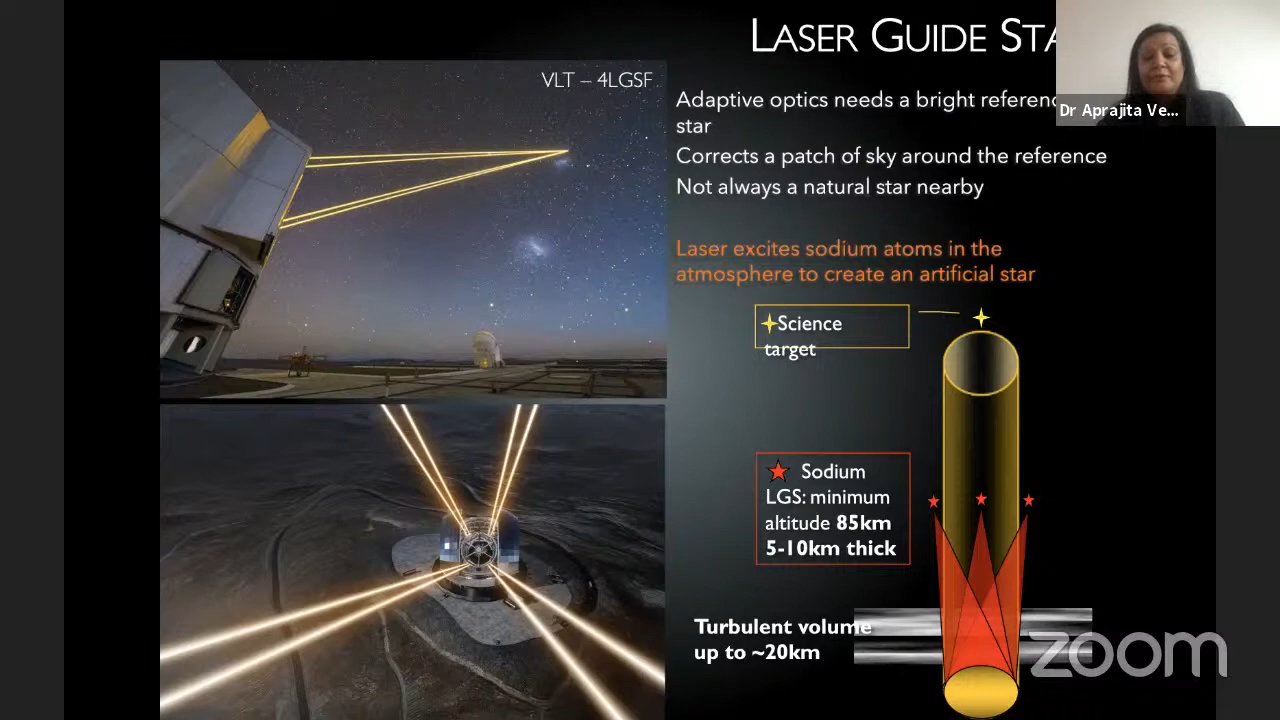 LASER GUIDE STA
VLT – 4LGSF
Adaptive optics needs a bright referenc
star
Corrects a patch of sky around the reference
Not always a natural star nearby
Laser excites sodium atoms in the
atmosphere to create an artificial star
Science
target
Sodium
LGS: minimum
altitude 85km
5-10km thick
Turbulent volume
up to ~20km
Dr Aprajita Ve...
zoom